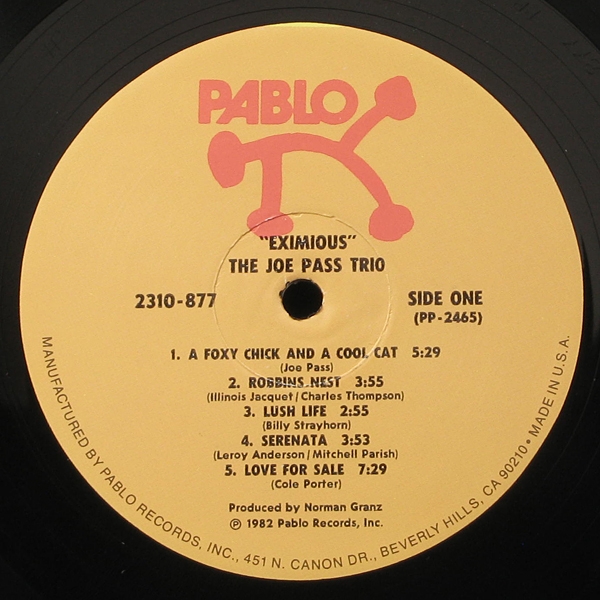 PABLO
"EXIMIOUS"
THE JOE PASS TRIO
2310-877
SIDE ONE
(PP-2465)
1. A FOXY CHICK AND A COOL CAT 5:29
(Joe Pass)
2. ROBBINS NEST 3:55
(Illinois Jacquet/Charles Thompson)
3. LUSH LIFE 2:55
(Billy Strayhorn)
4. SERENATA 3:53
(Leroy Anderson/Mitchell Parish)
5. LOVE FOR SALE 7:29
(Cole Porter)
Produced by Norman Granz
℗ 1982 Pablo Records, Inc.
MANUFACTURED BY PABLO RECORDS, INC., 451 N. CANON DR., BEVERLY HILLS, CA 90210 • MADE IN U.S.A.